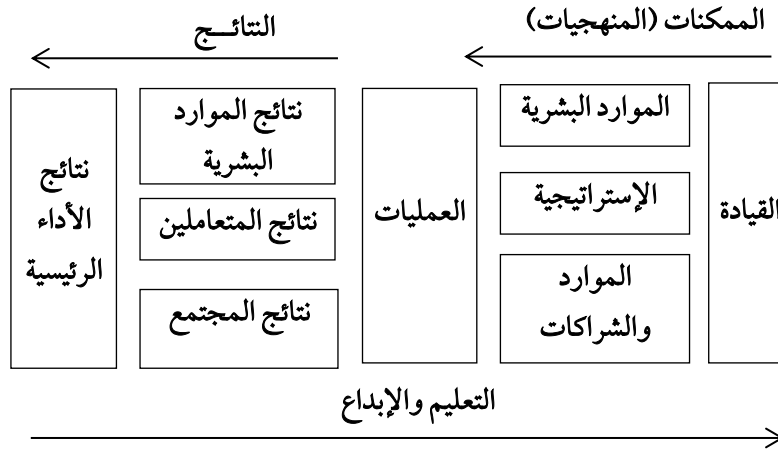 الممكنات (المنهجيات)
النتائــج
القيادة
الموارد البشرية
الإستراتيجية
الموارد
والشراكات
العمليات
نتائج الموارد
البشرية
نتائج المتعاملين
نتائج المجتمع
نتائج
الأداء
الرئيسية
التعليم والإبداع